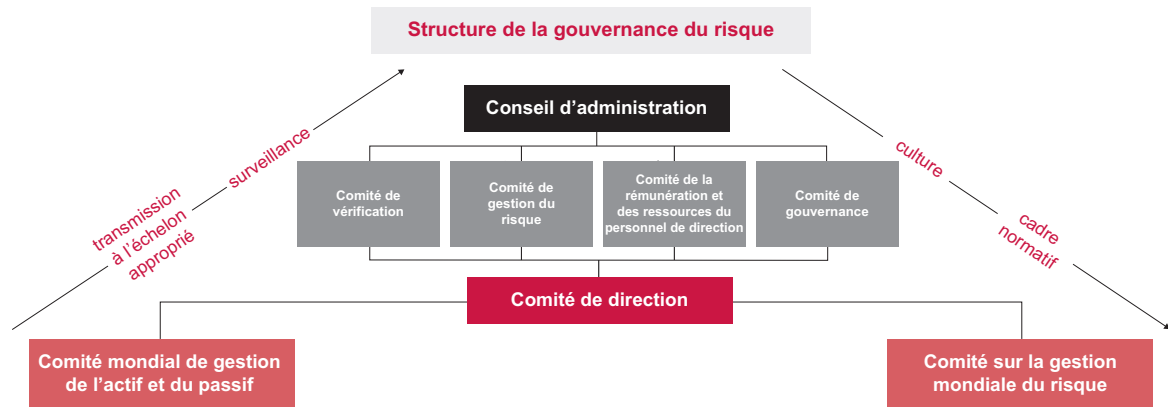 Structure de la gouvernance du risque
Conseil d’administration
surveillance
transmission
à l’échelon
approprié
culture
cadre
normatif
Comité de
vérification
Comité de
gestion du
risque
Comité de la
rémunération et
des ressources du
personnel de direction
Comité de
gouvernance
Comité de direction
Comité mondial de gestion
de l’actif et du passif
Comité sur la gestion
mondiale du risque